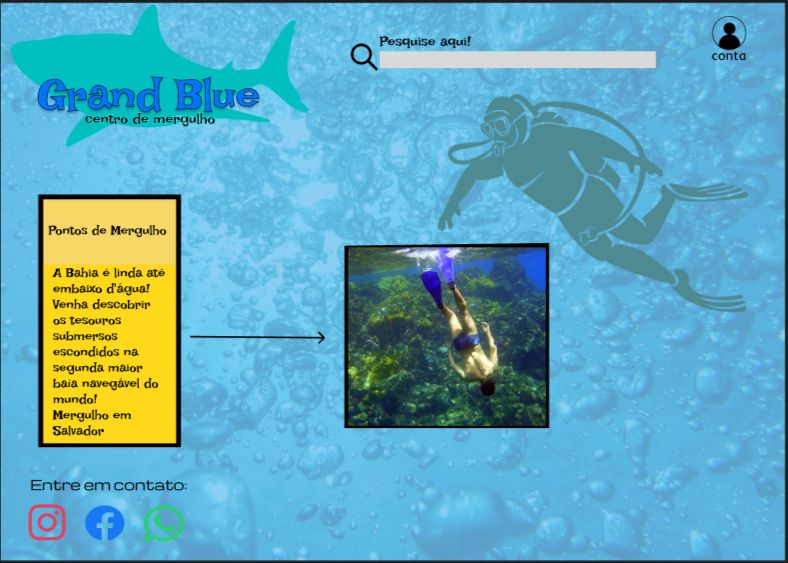 Pesquise aqui!
conta
Grand Blue
centro de mergulho
Pontos de Mergulho
A Bahia é linda até
embaixo d'água!
Venha descobrir
os tesouros
submersos
escondidos na
segunda maior
baía navegável do
mundo!
Mergulho em
Salvador
Entre em contato: